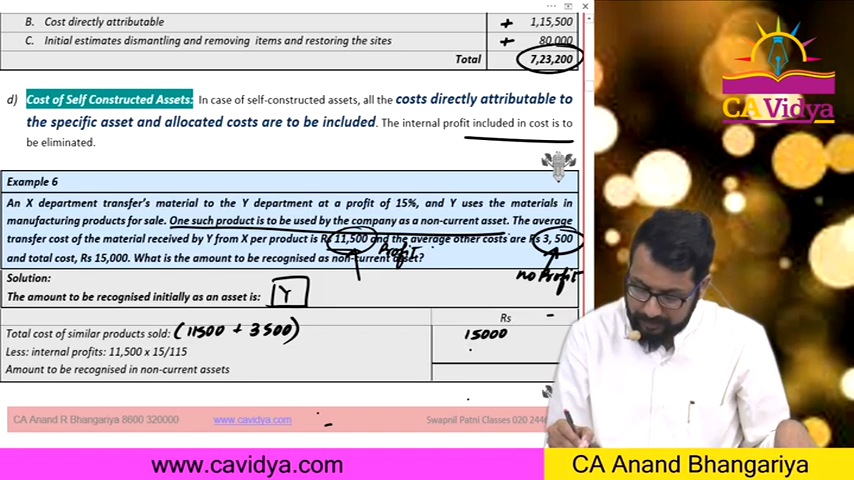 B. Cost directly attributable + 1,15,500
C. Initial estimates dismantling and removing items and restoring the sites + 80,000
Total 7,23,200
d) Cost of Self Constructed Assets: In case of self-constructed assets, all the costs directly attributable to
the specific asset and allocated costs are to be included. The internal profit included in cost is to
be eliminated.
Example 6
An X department transfer's material to the Y department at a profit of 15%, and Y uses the materials in
manufacturing products for sale. One such product is to be used by the company as a non-current asset. The average
transfer cost of the material received by Y from X per product is Rs 11,500 and the average other costs are Rs 3, 500
and total cost, Rs 15,000. What is the amount to be recognised as non-current asset?
Profit
no Profit
Solution:
The amount to be recognised initially as an asset is: Y
Rs
Total cost of similar products sold: (11500 + 3500) 15000
Less: internal profits: 11,500 x 15/115
Amount to be recognised in non-current assets
CA Anand R Bhangariya 8600 320000 www.cavidya.com Swapnil Patni Classes 020 244
CA Vidya
www.cavidya.com
CA Anand Bhangariya